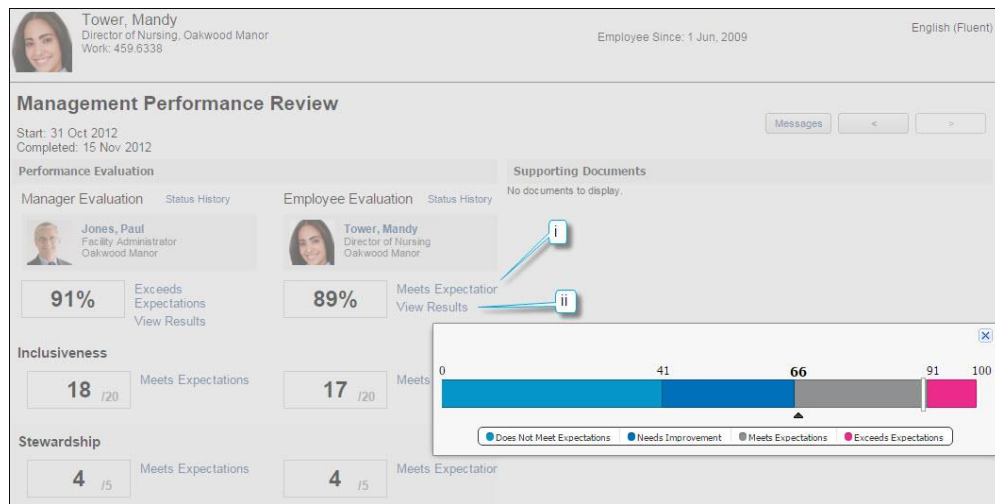 Tower, Mandy
Director of Nursing, Oakwood Manor
Work: 459.6338
Employee Since: 1 Jun, 2009
English (Fluent)
Management Performance Review
Start: 31 Oct 2012
Completed: 15 Nov 2012
Messages < >
Performance Evaluation
Supporting Documents
No documents to display.
Manager Evaluation Status History
Employee Evaluation Status History
Jones, Paul
Facility Administrator
Oakwood Manor
Tower, Mandy
Director of Nursing
Oakwood Manor
i
91%
Exceeds
Expectations
View Results
89%
Meets Expectation
View Results
ii
Inclusiveness
18 /20
Meets Expectations
17 /20
Meets
0 41 66 91 100
Does Not Meet Expectations Needs Improvement Meets Expectations Exceeds Expectations
Stewardship
4 /5
Meets Expectations
4 /5
Meets Expectation